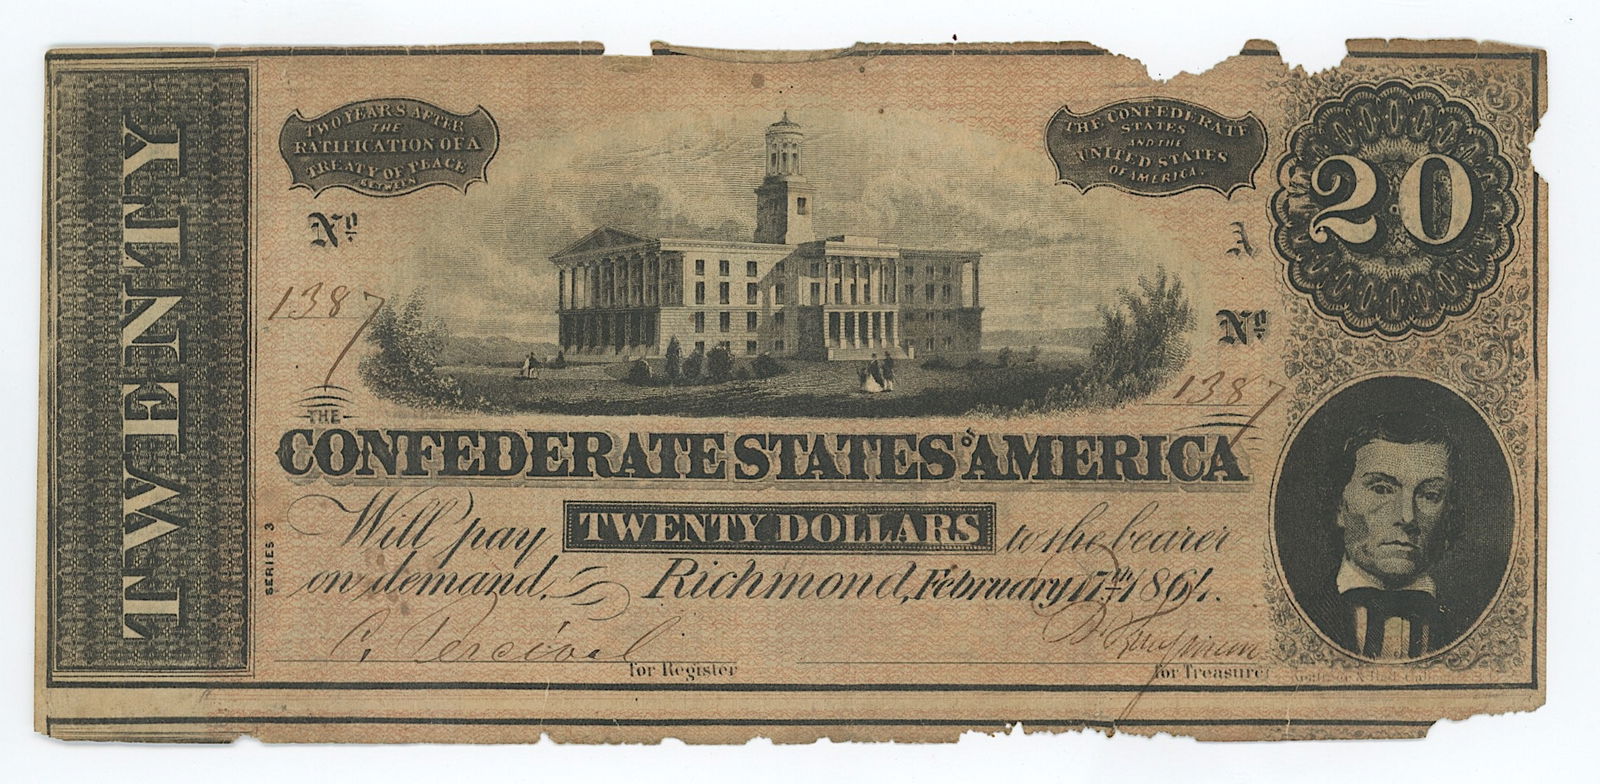 TWENTY
TWO YEARS AFTER
THE
RATIFICATION OF A
TREATY OF PEACE
BETWEEN
THE CONFEDERATE
STATES
AND THE
UNITED STATES
OF AMERICA.
20
Nº
A
1387
Nº
1387
THE
CONFEDERATE STATES OF AMERICA
Will pay TWENTY DOLLARS to the bearer
on demand. Richmond, February 17th 1864.
SERIES 3
C.
for Register
for Treasurer